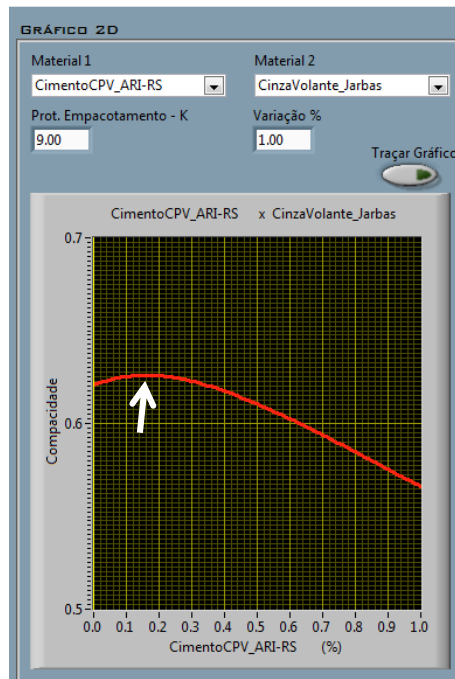 GRÁFICO 2D
Material 1 Material 2
CimentoCPV_ARI-RS CinzaVolante_Jarbas
Prot. Empacotamento - K Variação %
9.00 1.00
Traçar Gráfico
CimentoCPV_ARI-RS x CinzaVolante_Jarbas
0.7
0.6
0.5
Compacidade
0.0 0.1 0.2 0.3 0.4 0.5 0.6 0.7 0.8 0.9 1.0
CimentoCPV_ARI-RS (%)